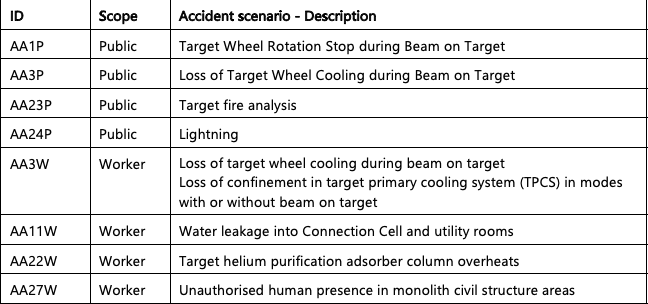 ID Scope Accident scenario - Description
AA1P Public Target Wheel Rotation Stop during Beam on Target
AA3P Public Loss of Target Wheel Cooling during Beam on Target
AA23P Public Target fire analysis
AA24P Public Lightning
AA3W Worker Loss of target wheel cooling during beam on target
Loss of confinement in target primary cooling system (TPCS) in modes
with or without beam on target
AA11W Worker Water leakage into Connection Cell and utility rooms
AA22W Worker Target helium purification adsorber column overheats
AA27W Worker Unauthorised human presence in monolith civil structure areas